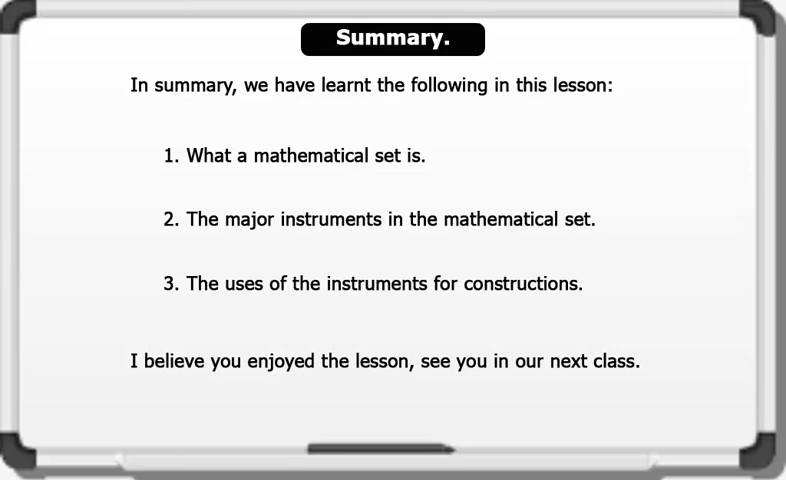 Summary.
In summary, we have learnt the following in this lesson:
1. What a mathematical set is.
2. The major instruments in the mathematical set.
3. The uses of the instruments for constructions.
I believe you enjoyed the lesson, see you in our next class.